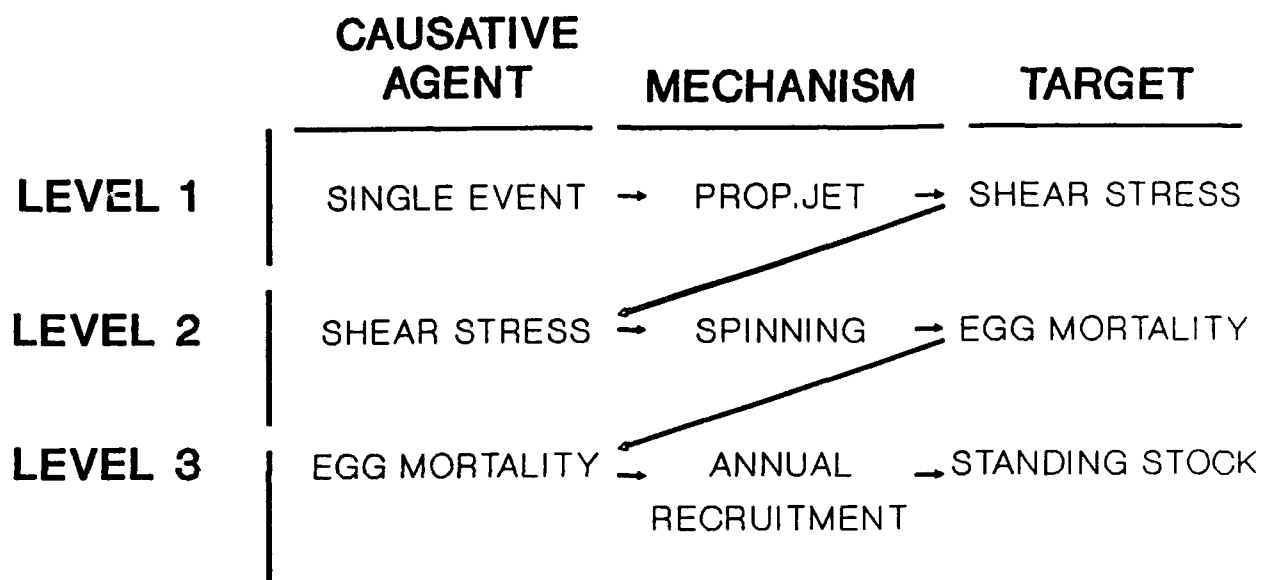 CAUSATIVE
AGENT MECHANISM TARGET
LEVEL 1 SINGLE EVENT → PROP.JET → SHEAR STRESS
LEVEL 2 SHEAR STRESS → SPINNING → EGG MORTALITY
LEVEL 3 EGG MORTALITY → ANNUAL → STANDING STOCK
RECRUITMENT